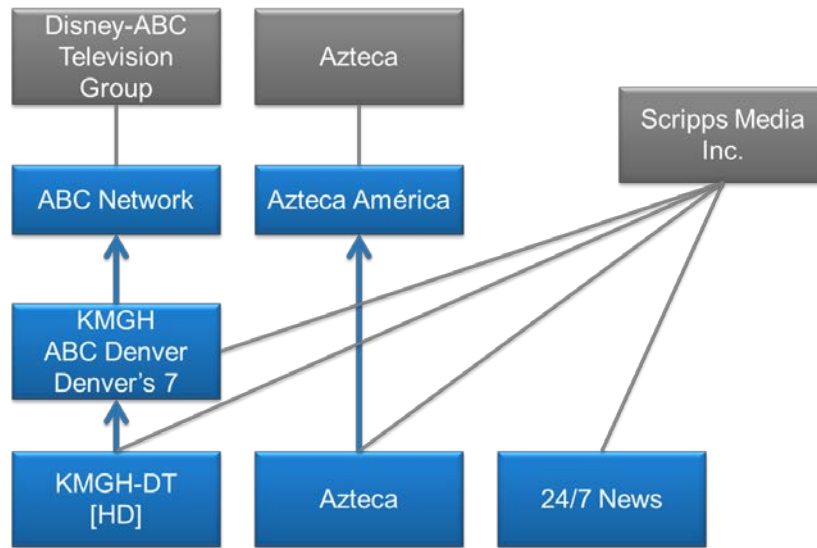 Disney-ABC
Television
Group
Azteca
Scripps Media
Inc.
ABC Network
Azteca América
KMGH
ABC Denver
Denver’s 7
KMGH-DT
[HD]
Azteca
24/7 News